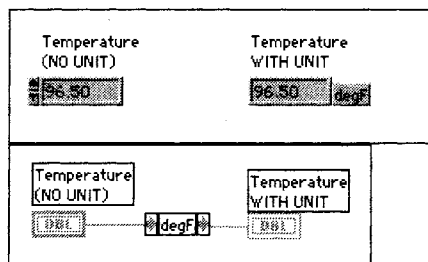 Temperature
(NO UNIT)
Temperature
WITH UNIT
96.50
96.50 degF
Temperature
(NO UNIT)
Temperature
WITH UNIT
DBL
degF
DBL